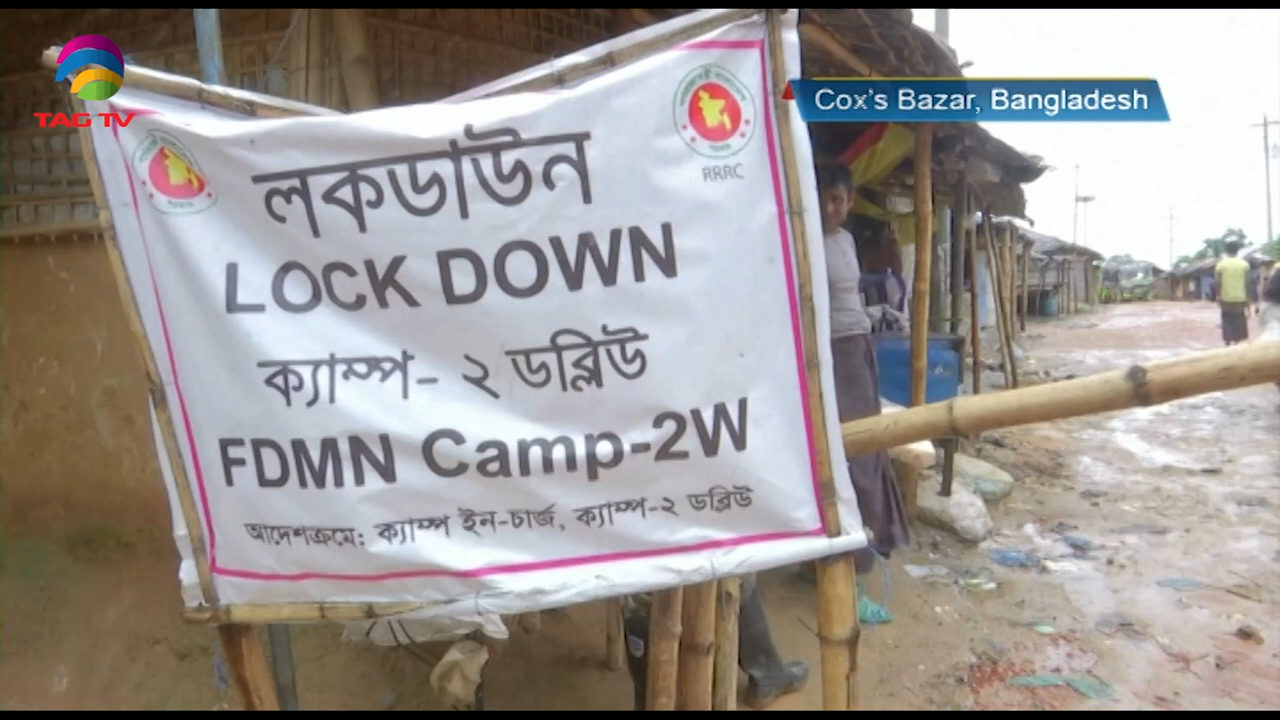 TAG TV
Cox's Bazar, Bangladesh
RRRC
লকডাউন
LOCK DOWN
ক্যাম্প- ২ ডব্লিউ
FDMN Camp-2W
আদেশক্রমে: ক্যাম্প ইন-চার্জ, ক্যাম্প-২ ডব্লিউ